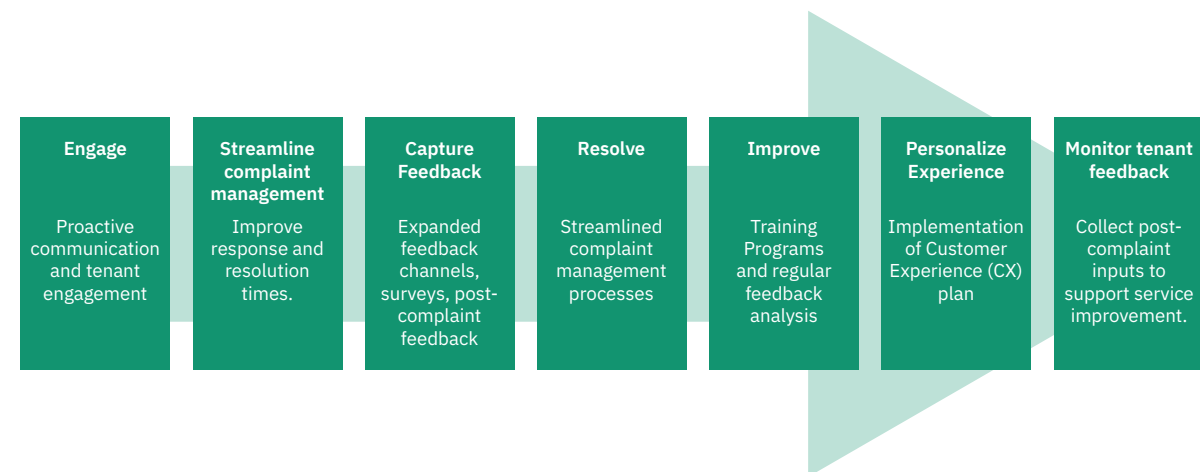 Engage
Proactive
communication
and tenant
engagement
Streamline
complaint
management
Improve
response and
resolution
times.
Capture
Feedback
Expanded
feedback
channels,
surveys, post-
complaint
feedback
Resolve
Streamlined
complaint
management
processes
Improve
Training
Programs
and regular
feedback
analysis
Personalize
Experience
Implementation
of Customer
Experience (CX)
plan
Monitor tenant
feedback
Collect post-
complaint
inputs to
support service
improvement.